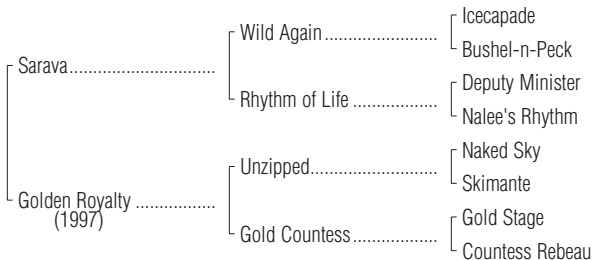 Icecapade
Wild Again
Bushel-n-Peck
Sarava
Deputy Minister
Rhythm of Life
Nalee's Rhythm
Naked Sky
Unzipped
Skimante
Golden Royalty
(1997)
Gold Stage
Gold Countess
Countess Rebeau